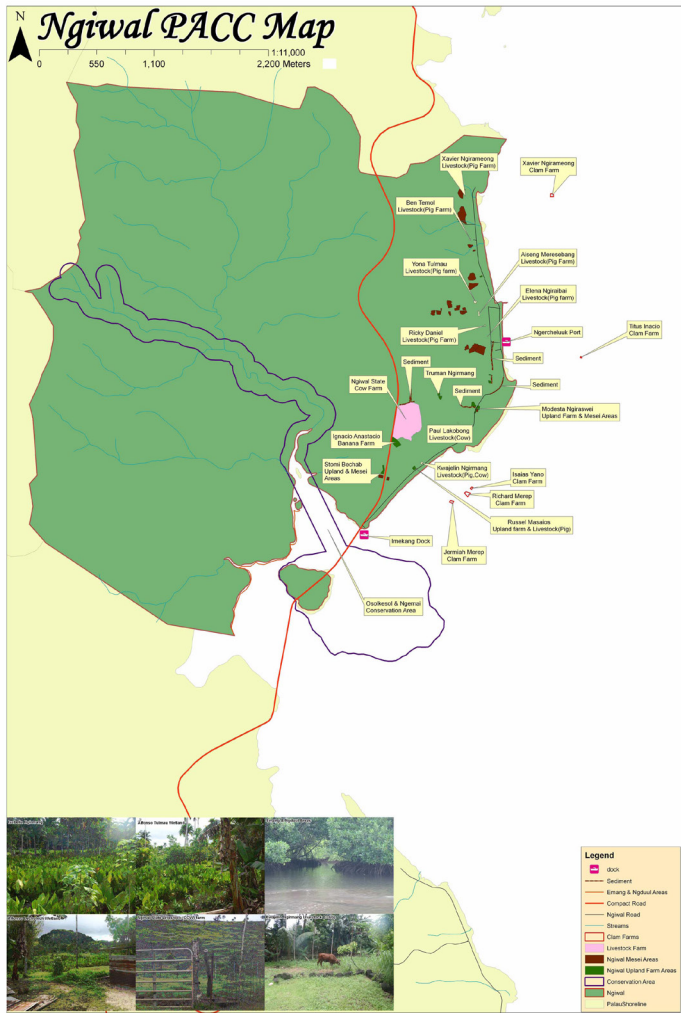 N
Ngiwal PACC Map
1:11,000
0 550 1,100 2,200 Meters
Xavier Ngirameong
Livestock(Pig Farm)
Xavier Ngirameong
Clam Farm
Ben Temol
Livestock(Pig Farm)
Aiseng Meresebang
Livestock(Pig Farm)
Yona Tulmau
Livestock(Pig farm)
Elena Ngiraibai
Livestock(Pig farm)
Ricky Daniel
Livestock(Pig Farm)
Ngercheluuk Port
Titus Inacio
Clam Farm
Sediment
Sediment
Truman Ngirmang
Ngiwal State
Cow Farm
Sediment
Sediment
Modesta Ngiraswei
Upland Farm & Mesei Areas
Paul Lakobong
Livestock(Cow)
Ignacio Anastacio
Banana Farm
Stomi Bochab
Upland & Mesei
Areas
Kwajelin Ngirmang
Livestock(Pig,Cow)
Isaias Yano
Clam Farm
Richard Merep
Clam Farm
Russel Masaios
Upland farm & Livestock(Pig)
Imekang Dock
Jermiah Merep
Clam Farm
Osolkesol & Ngemai
Conservation Area
Legend
dock
Sediment
Emang & Ngduul Areas
Compact Road
Ngiwal Road
Streams
Clam Farms
Livestock Farm
Ngiwal Mesei Areas
Ngiwal Upland Farm Areas
Conservation Area
Ngiwal
PalauShoreline